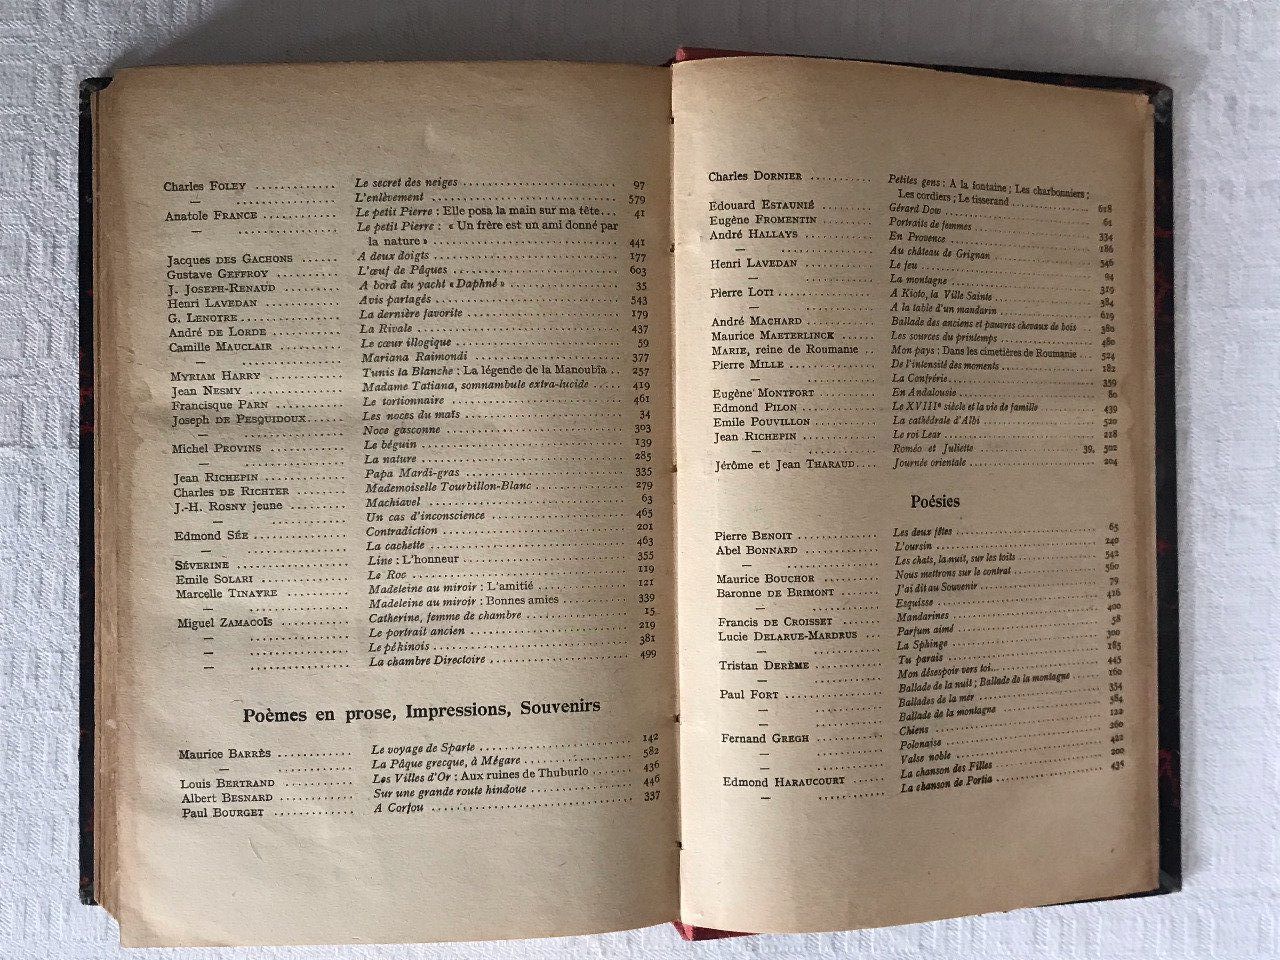 Charles FOLEY ............ Le secret des neiges ............ 97
— ............ L'enlèvement ............ 579
Anatole FRANCE ............ Le petit Pierre : Elle posa la main sur ma tête... 41
— ............ Le petit Pierre : « Un frère est un ami donné par
la nature » ............ 441
Jacques DES GACHONS ...... A deux doigts ............ 177
Gustave GEFFROY ............ L'œuf de Pâques ............ 603
J. JOSEPH-RENAUD ......... A bord du yacht « Daphné » ............ 35
Henri LAVEDAN ............ Avis partagés ............ 543
G. LENOTRE ............ La dernière favorite ............ 179
André DE LORDE ............ La Rivale ............ 437
Camille MAUCLAIR ......... Le cœur illogique ............ 59
— ............ Mariana Raimondi ............ 377
MYRIAM HARRY ............ Tunis la Blanche : La légende de la Manoubîa .. 257
Jean NESMY ............ Madame Tatiana, somnambule extra-lucide ..... 419
Francisque PARN ............ Le tortionnaire ............ 461
Joseph DE PESQUIDOUX ...... Les noces du maïs ............ 34
— ............ Noce gasconne ............ 303
Michel PROVINS ............ Le béguin ............ 139
— ............ La nature ............ 285
Jean RICHEPIN ............ Papa Mardi-gras ............ 335
Charles DE RICHTER ........ Mademoiselle Tourbillon-Blanc ............ 279
J.-H. ROSNY jeune ......... Machiavel ............ 63
— ............ Un cas d'inconscience ............ 465
Edmond SÉE ............ Contradiction ............ 201
— ............ La cachette ............ 463
SÉVERINE ............ Line : L'honneur ............ 355
Emile SOLARI ............ Le Roc ............ 119
Marcelle TINAYRE ......... Madeleine au miroir : L'amitié ............ 121
— ............ Madeleine au miroir : Bonnes amies ............ 339
Miguel ZAMACOÏS ............ Catherine, femme de chambre ............ 15
— ............ Le portrait ancien ............ 219
— ............ Le pékinois ............ 381
— ............ La chambre Directoire ............ 499
Poèmes en prose, Impressions, Souvenirs
Maurice BARRÈS ............ Le voyage de Sparte ............ 142
— ............ La Pâque grecque, à Mégare ............ 582
Louis BERTRAND ............ Les Villes d'Or : Aux ruines de Thuburlo ....... 436
Albert BESNARD ............ Sur une grande route hindoue ............ 446
Paul BOURGET ............ A Corfou ............ 337
Charles DORNIER ............ Petites gens : A la fontaine ; Les charbonniers ;
Les cordiers ; Le tisserand ............ 618
Edouard ESTAUNIÉ ......... Gérard Dow ............ 61
Eugène FROMENTIN ......... Portraits de femmes ............ 334
André HALLAYS ............ En Provence ............ 186
— ............ Au château de Grignan ............ 546
Henri LAVEDAN ............ Le feu ............ 94
— ............ La montagne ............ 319
Pierre LOTI ............ A Kioto, la Ville Sainte ............ 384
— ............ A la table d'un mandarin ............ 619
André MACHARD ............ Ballade des anciens et pauvres chevaux de bois 380
Maurice MAETERLINCK ...... Les sources du printemps ............ 480
MARIE, reine de Roumanie .. Mon pays : Dans les cimetières de Roumanie ... 524
Pierre MILLE ............ De l'intensité des moments ............ 182
— ............ La Confrérie ............ 359
Eugène MONTFORT ......... En Andalousie ............ 80
Edmond PILON ............ Le XVIIIe siècle et la vie de famille ............ 439
Emile POUVILLON ............ La cathédrale d'Albi ............ 520
Jean RICHEPIN ............ Le roi Lear ............ 218
— ............ Roméo et Juliette ............ 39, 502
Jérôme et Jean THARAUD.... Journée orientale ............ 204
Poésies
Pierre BENOIT ............ Les deux fêtes ............ 65
Abel BONNARD ............ L'oursin ............ 240
— ............ Les chats, la nuit, sur les toits ............ 542
Maurice BOUCHOR ......... Nous mettrons sur le contrat ............ 560
Baronne DE BRIMONT ...... J'ai dit au Souvenir ............ 79
— ............ Esquisse ............ 416
Francis DE CROISSET ...... Mandarines ............ 400
Lucie DELARUE-MARDRUS ... Parfum aimé ............ 58
— ............ La Sphinge ............ 300
Tristan DERÈME ............ Tu parais ............ 165
— ............ Mon désespoir vers toi... ............ 445
Paul FORT ............ Ballade de la nuit ; Ballade de la montagne ..... 160
— ............ Ballades de la mer ............ 354
— ............ Ballade de la montagne ............ 584
Fernand GREGH ............ Chiens ............ 122
— ............ Polonaise ............ 260
— ............ Valse noble ............ 422
Edmond HARAUCOURT ...... La chanson des Filles ............ 200
— ............ La chanson de Portia ............ 438